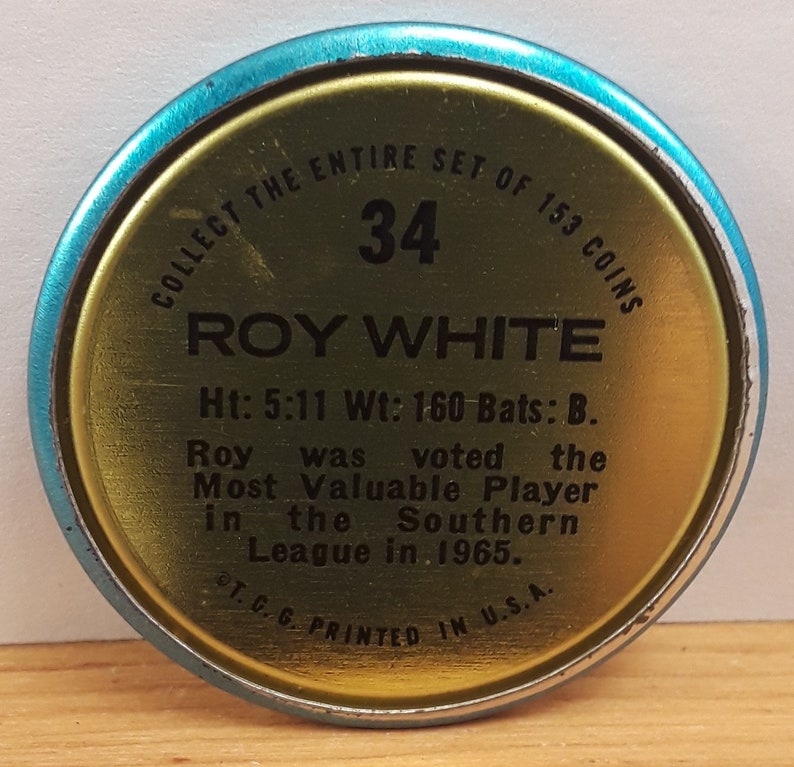 COLLECT THE ENTIRE SET OF 153 COINS
34
ROY WHITE
Ht: 5:11 Wt: 160 Bats: B.
Roy was voted the
Most Valuable Player
in the Southern
League in 1965.
©T.C.G. PRINTED IN U.S.A.